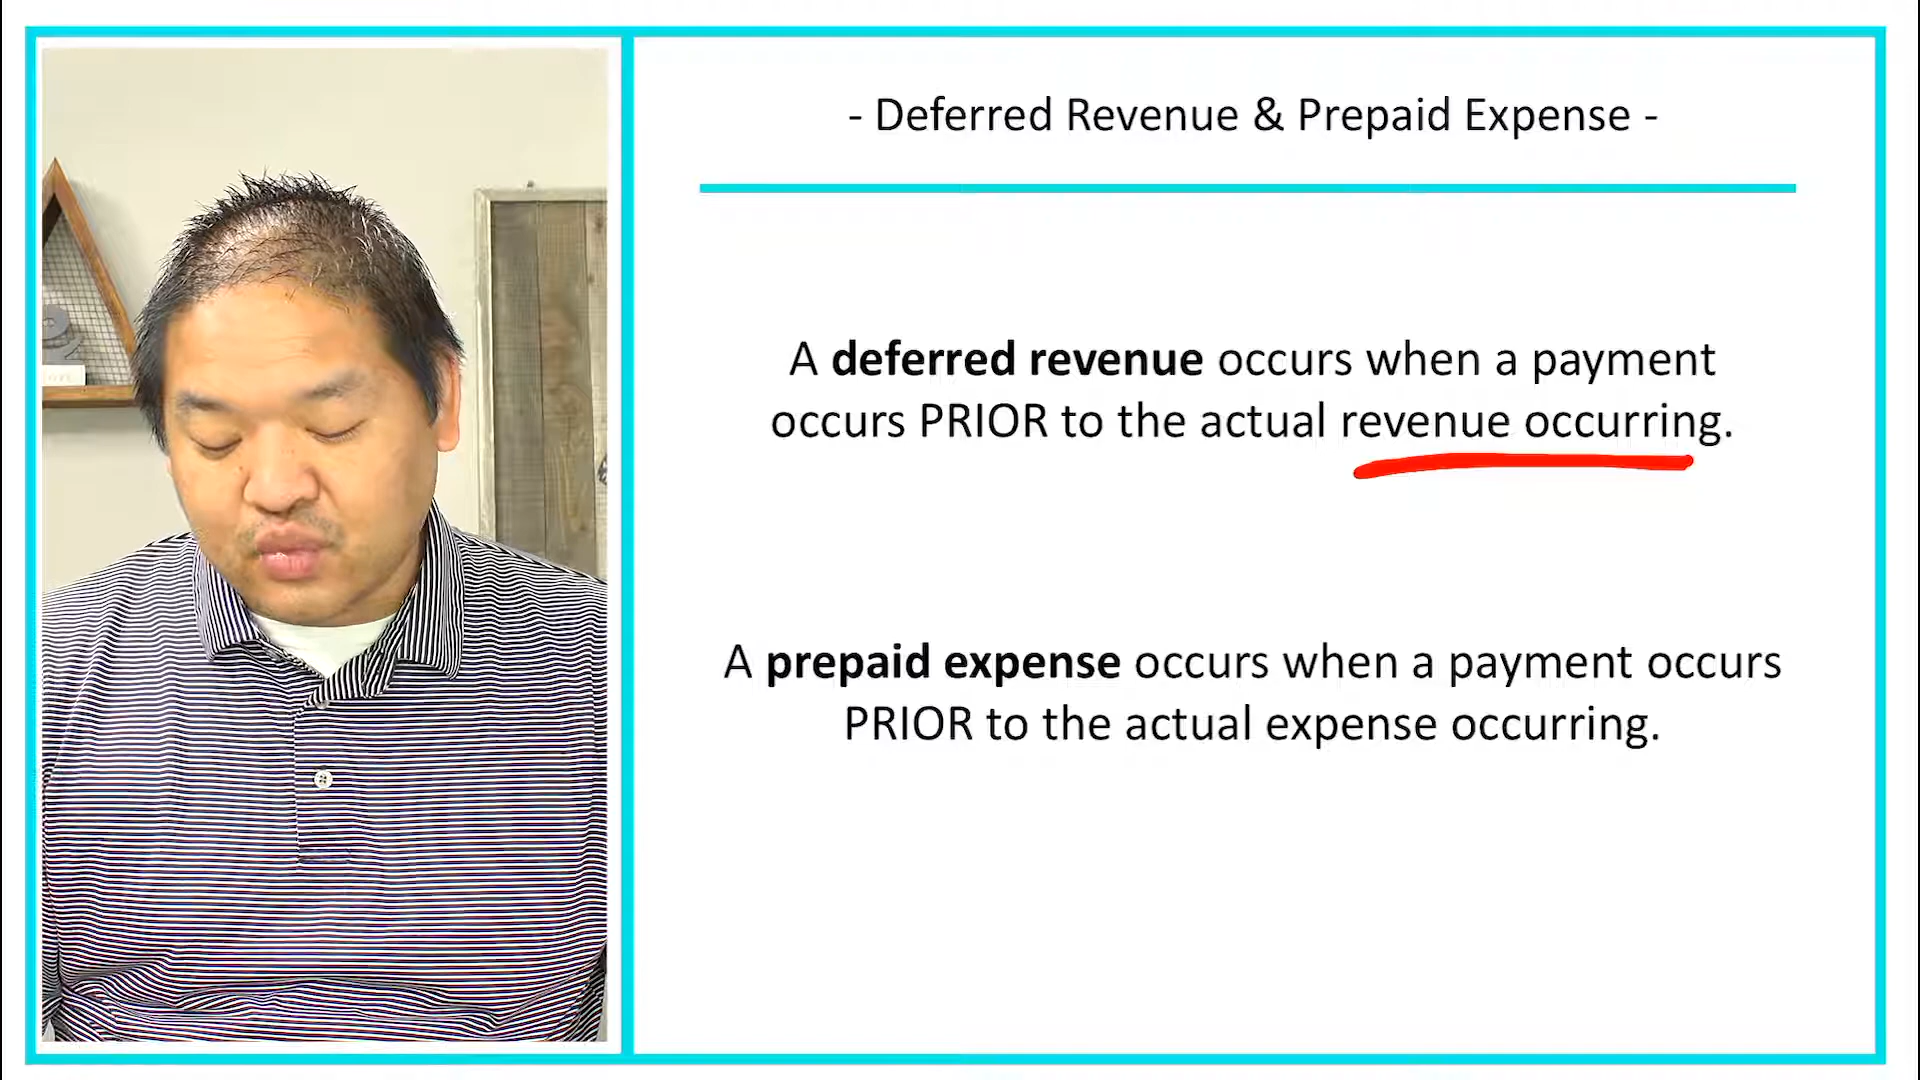 - Deferred Revenue & Prepaid Expense -
A deferred revenue occurs when a payment
occurs PRIOR to the actual revenue occurring.
A prepaid expense occurs when a payment occurs
PRIOR to the actual expense occurring.